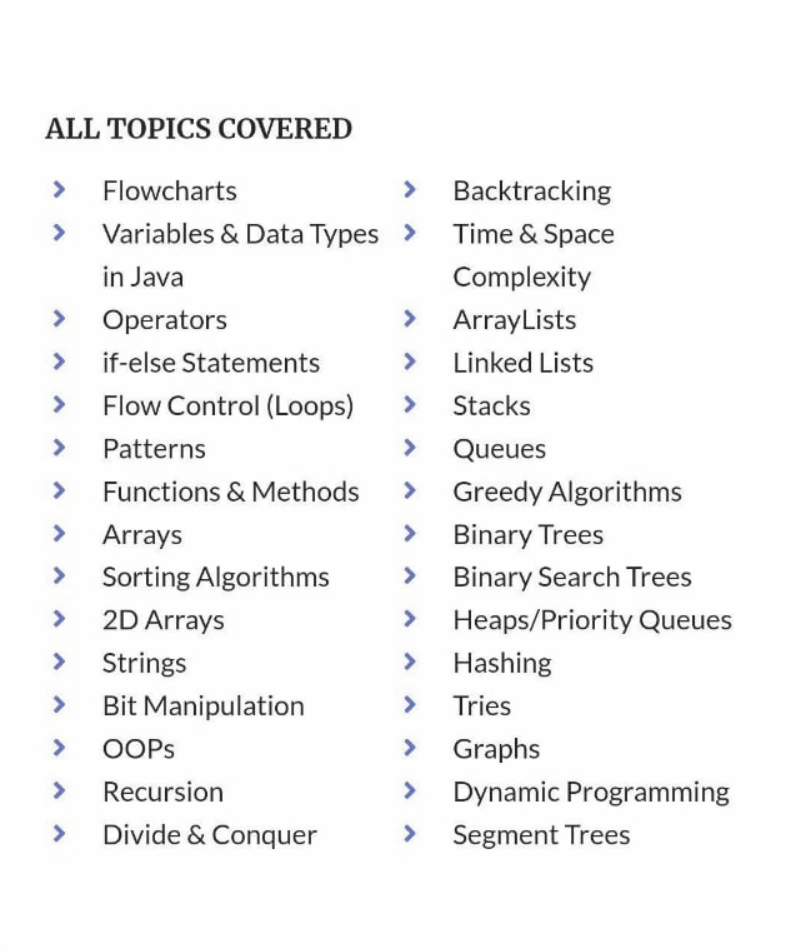 ALL TOPICS COVERED
Flowcharts
Variables & Data Types
in Java
Operators
if-else Statements
Flow Control (Loops)
Patterns
Functions & Methods
Arrays
Sorting Algorithms
2D Arrays
Strings
Bit Manipulation
OOPs
Recursion
Divide & Conquer
Backtracking
Time & Space
Complexity
ArrayLists
Linked Lists
Stacks
Queues
Greedy Algorithms
Binary Trees
Binary Search Trees
Heaps/Priority Queues
Hashing
Tries
Graphs
Dynamic Programming
Segment Trees